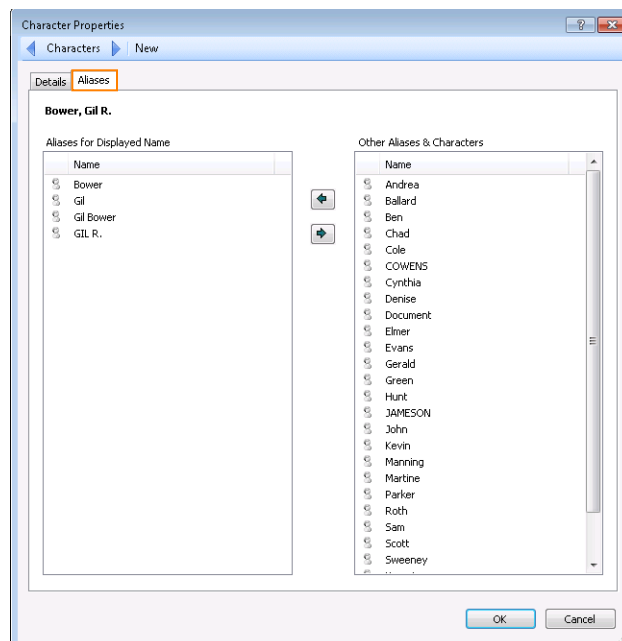 Character Properties
Characters New
Details Aliases
Bower, Gil R.
Aliases for Displayed Name
Name
Bower
Gil
Gil Bower
GIL R.
Other Aliases & Characters
Name
Andrea
Ballard
Ben
Chad
Cole
COWENS
Cynthia
Denise
Document
Elmer
Evans
Gerald
Green
Hunt
JAMESON
John
Kevin
Manning
Martine
Parker
Roth
Sam
Scott
Sweeney
OK Cancel